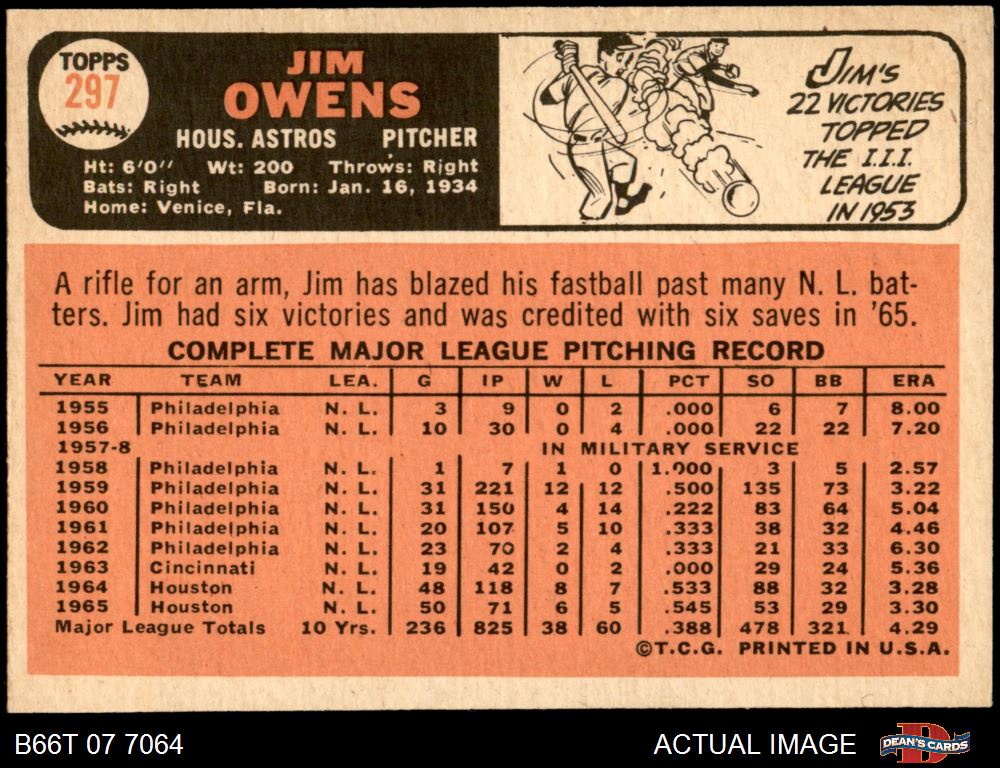 TOPPS
297
JIM
OWENS
HOUS. ASTROS PITCHER
Ht: 6'0" Wt: 200 Throws: Right
Bats: Right Born: Jan. 16, 1934
Home: Venice, Fla.
JIM'S
22 VICTORIES
TOPPED
THE I.I.I.
LEAGUE
IN 1953
A rifle for an arm, Jim has blazed his fastball past many N. L. bat-
ters. Jim had six victories and was credited with six saves in '65.
COMPLETE MAJOR LEAGUE PITCHING RECORD
YEAR TEAM LEA. G IP W L PCT SO BB ERA
1955 Philadelphia N. L. 3 9 0 2 .000 6 7 8.00
1956 Philadelphia N. L. 10 30 0 4 .000 22 22 7.20
1957-8 IN MILITARY SERVICE
1958 Philadelphia N. L. 1 7 1 0 1.000 3 5 2.57
1959 Philadelphia N. L. 31 221 12 12 .500 135 73 3.22
1960 Philadelphia N. L. 31 150 4 14 .222 83 64 5.04
1961 Philadelphia N. L. 20 107 5 10 .333 38 32 4.46
1962 Philadelphia N. L. 23 70 2 4 .333 21 33 6.30
1963 Cincinnati N. L. 19 42 0 2 .000 29 24 5.36
1964 Houston N. L. 48 118 8 7 .533 88 32 3.28
1965 Houston N. L. 50 71 6 5 .545 53 29 3.30
Major League Totals 10 Yrs. 236 825 38 60 .388 478 321 4.29
©T.C.G. PRINTED IN U.S.A.
B66T 07 7064
ACTUAL IMAGE
DEAN'S CARDS